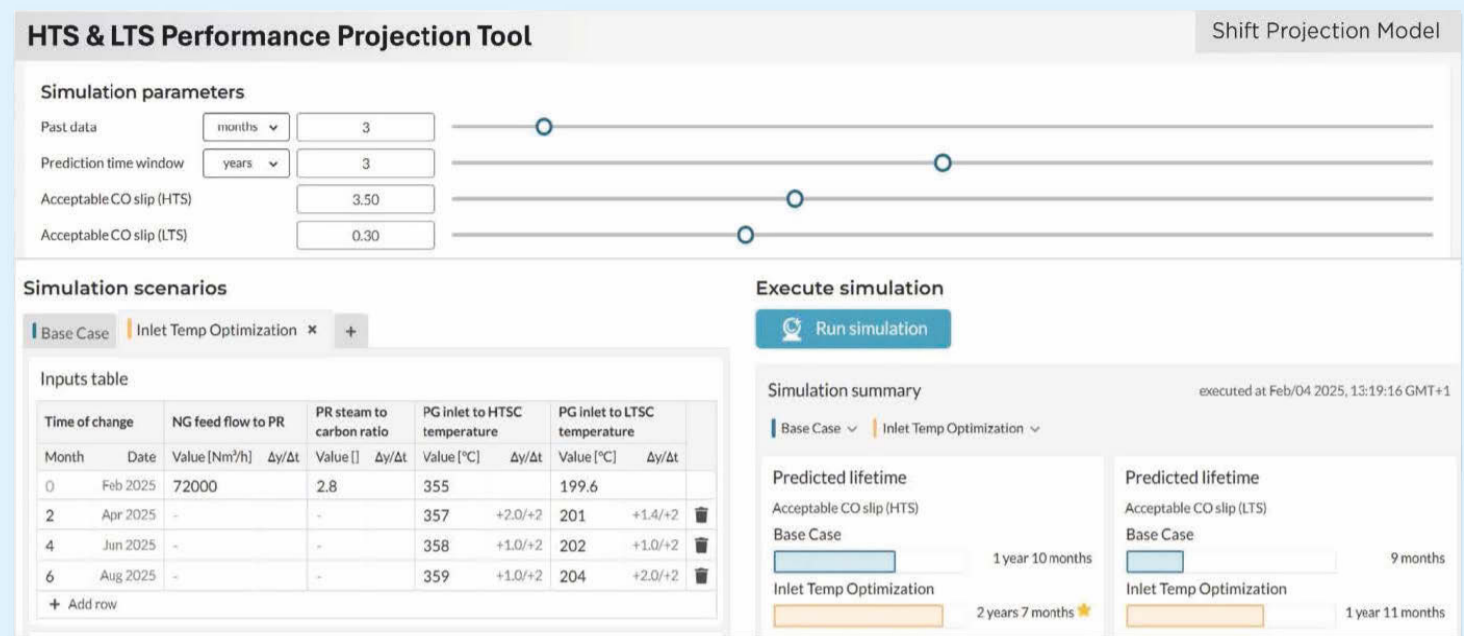 HTS & LTS Performance Projection Tool
Shift Projection Model
Simulation parameters
Past data months 3
Prediction time window years 3
Acceptable CO slip (HTS) 3.50
Acceptable CO slip (LTS) 0.30
Simulation scenarios
Base Case Inlet Temp Optimization × +
Inputs table
Time of change NG feed flow to PR PR steam to carbon ratio PG inlet to HTSC temperature PG inlet to LTSC temperature
Month Date Value [Nm³/h] Δy/Δt Value [] Δy/Δt Value [°C] Δy/Δt Value [°C] Δy/Δt
0 Feb 2025 72000 2.8 355 199.6
2 Apr 2025 - - 357 +2.0/+2 201 +1.4/+2
4 Jun 2025 - - 358 +1.0/+2 202 +1.0/+2
6 Aug 2025 - - 359 +1.0/+2 204 +2.0/+2
+ Add row
Execute simulation
Run simulation
Simulation summary executed at Feb/04 2025, 13:19:16 GMT+1
Base Case Inlet Temp Optimization
Predicted lifetime
Acceptable CO slip (HTS)
Base Case
1 year 10 months
Inlet Temp Optimization
2 years 7 months
Predicted lifetime
Acceptable CO slip (LTS)
Base Case
9 months
Inlet Temp Optimization
1 year 11 months